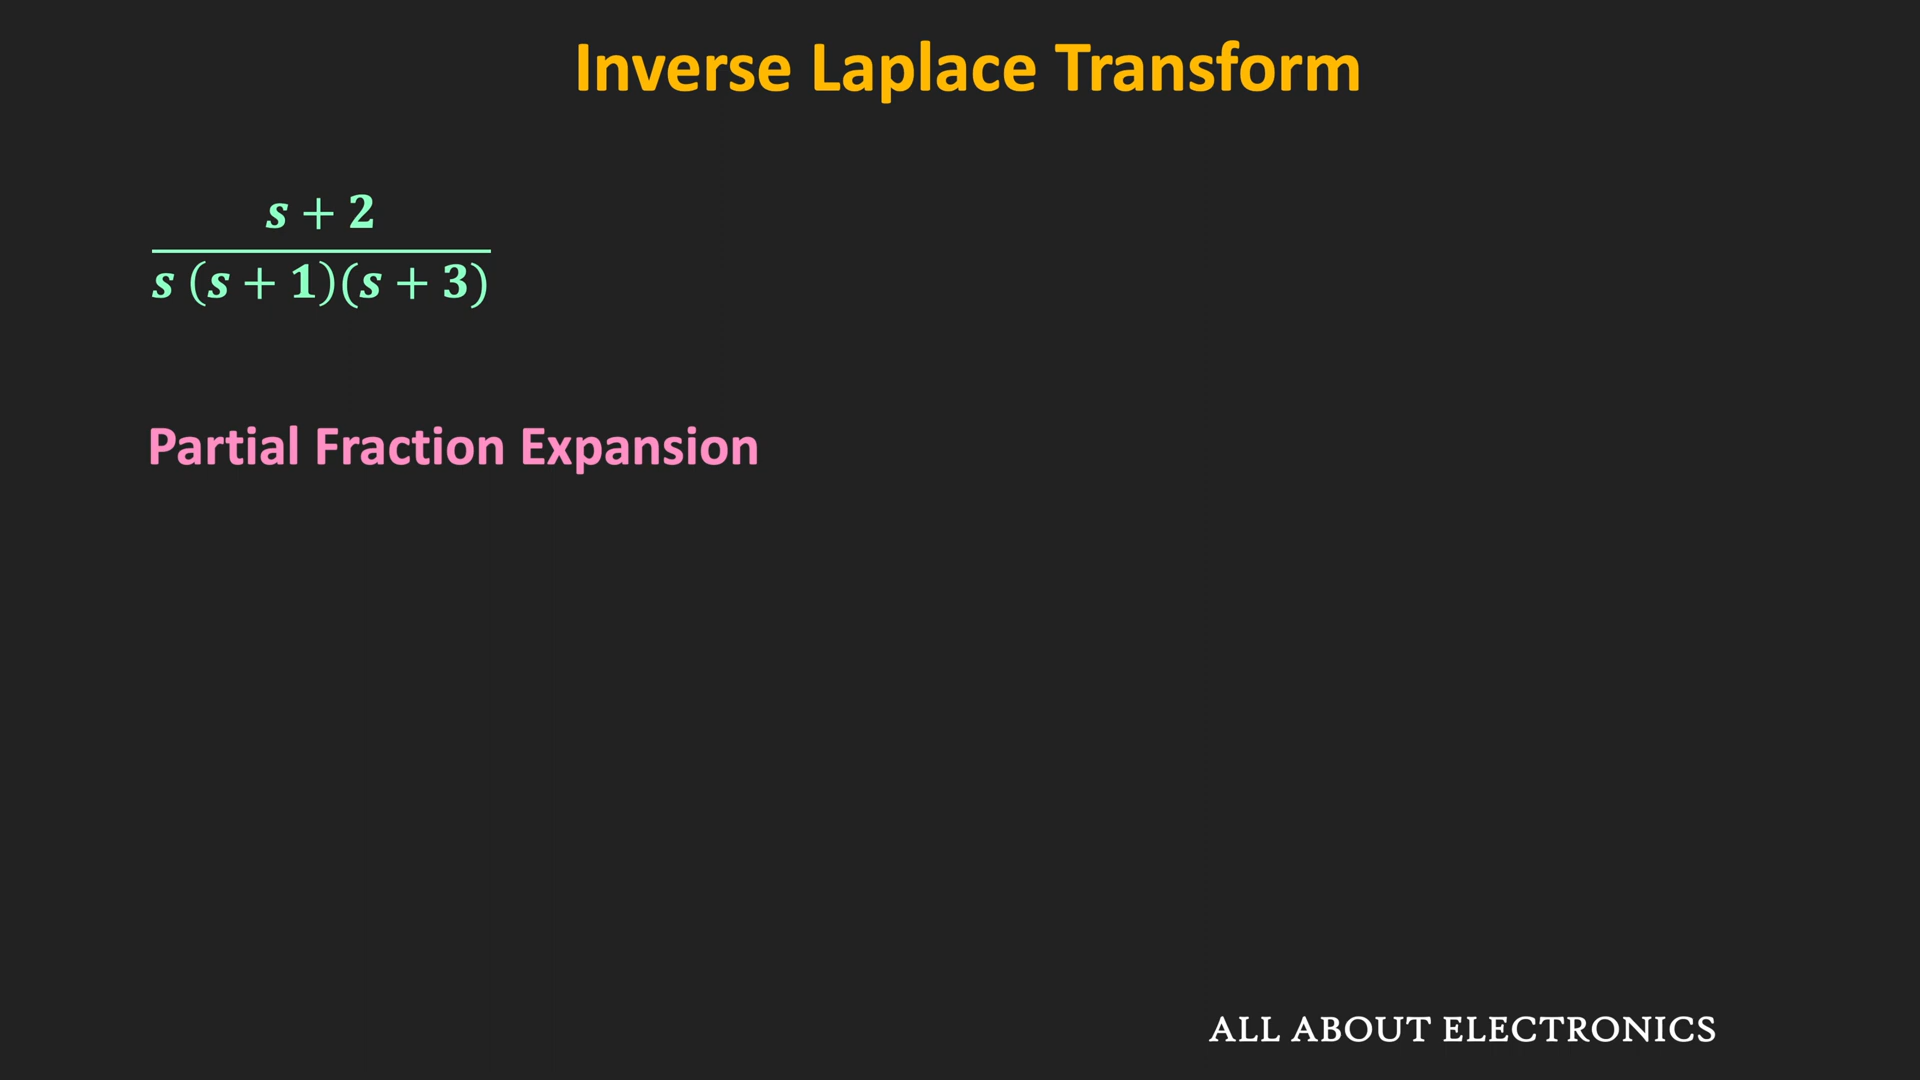 Inverse Laplace Transform
s + 2
s (s + 1)(s + 3)
Partial Fraction Expansion
ALL ABOUT ELECTRONICS